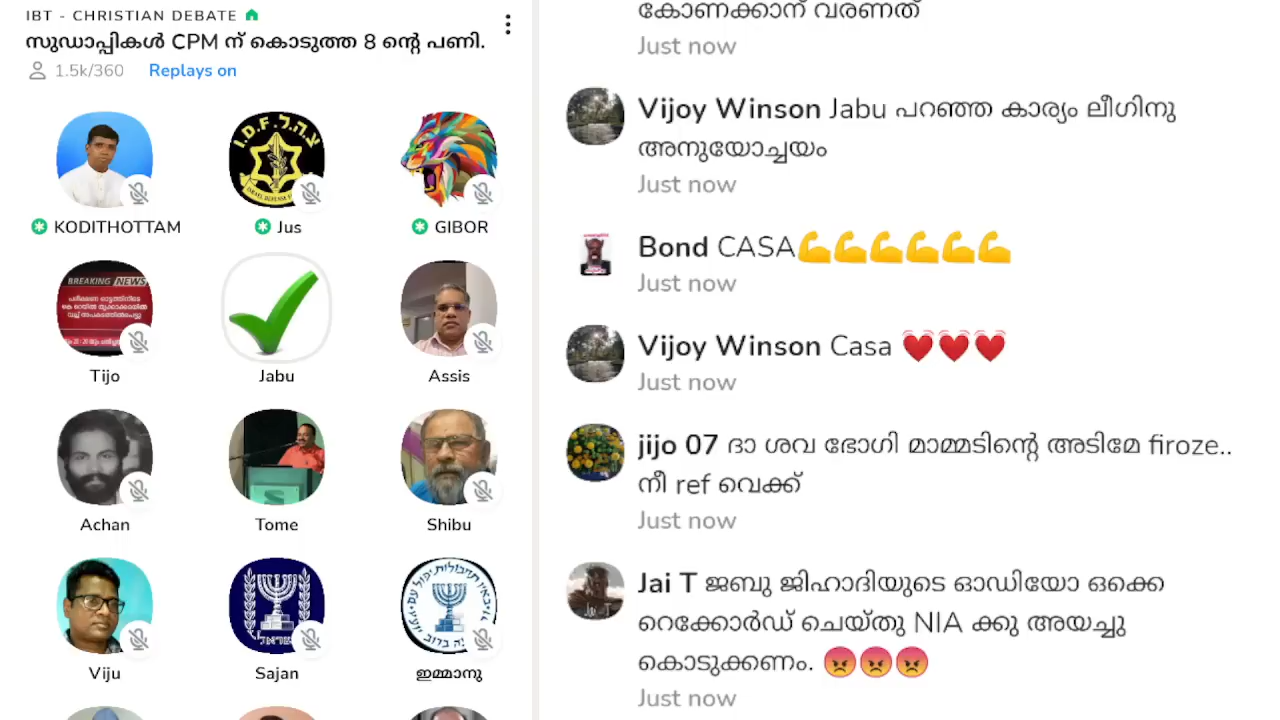 IBT - CHRISTIAN DEBATE
സുഡാപ്പികൾ CPM ന് കൊടുത്ത 8 ന്റെ പണി.
1.5k/360 Replays on
צ.ה.ל. I.D.F.
KODITHOTTAM
Jus
GIBOR
BREAKING NEWS
Tijo
Jabu
Assis
Achan
Tome
Shibu
ישראל
Viju
Sajan
ഇമ്മാനു
കോണക്കാന് വരണത്
Just now
Vijoy Winson Jabu പറഞ്ഞ കാര്യം ലീഗിനു
അനുയോച്ചയം
Just now
Bond CASA💪💪💪💪💪💪
Just now
Vijoy Winson Casa 💓💓💓
Just now
jijo 07 ദാ ശവ ഭോഗി മാമ്മടിന്റെ അടിമേ firoze..
നീ ref വെക്ക്
Just now
Jai T ജബു ജിഹാദിയുടെ ഓഡിയോ ഒക്കെ
റെക്കോർഡ് ചെയ്തു NIA ക്കു അയച്ചു
കൊടുക്കണം. 😡😡😡
Just now